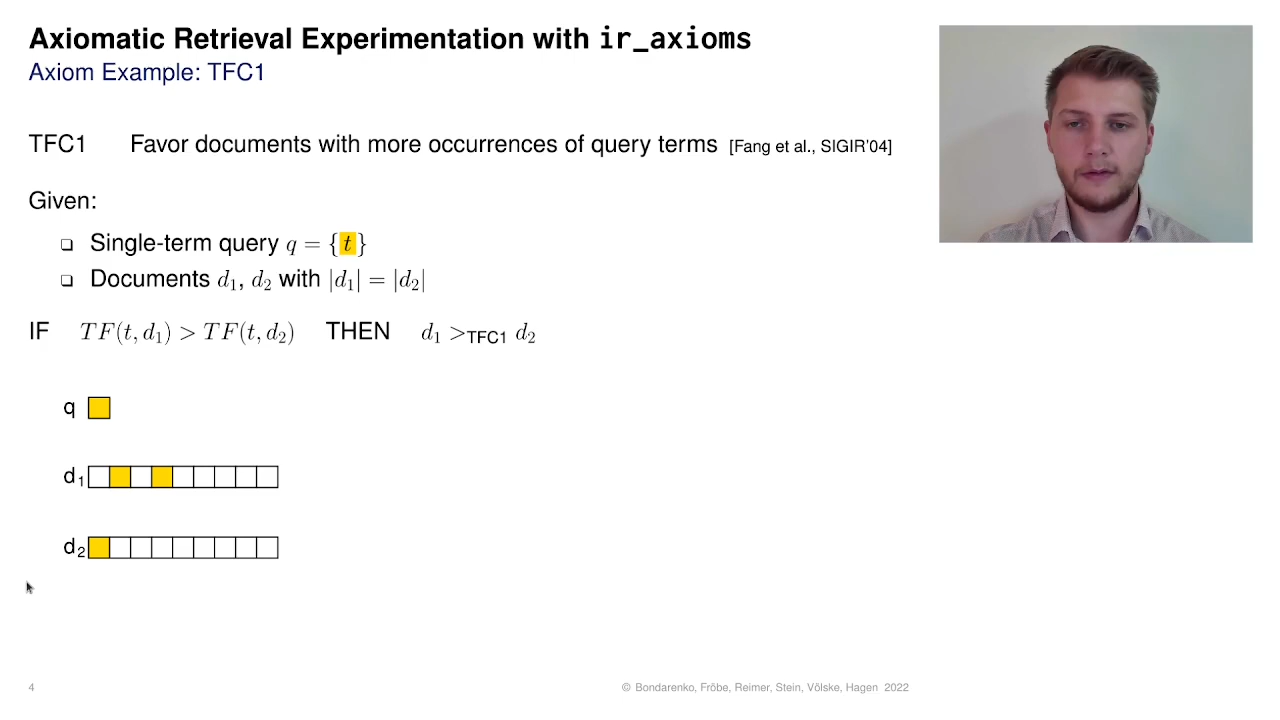 Axiomatic Retrieval Experimentation with ir_axioms
Axiom Example: TFC1
TFC1 Favor documents with more occurrences of query terms [Fang et al., SIGIR'04]
Given:
❏ Single-term query q = {t}
❏ Documents d₁, d₂ with |d₁| = |d₂|
IF TF(t, d₁) > TF(t, d₂) THEN d₁ >TFC1 d₂
q
d₁
d₂
4
© Bondarenko, Fröbe, Reimer, Stein, Völske, Hagen 2022